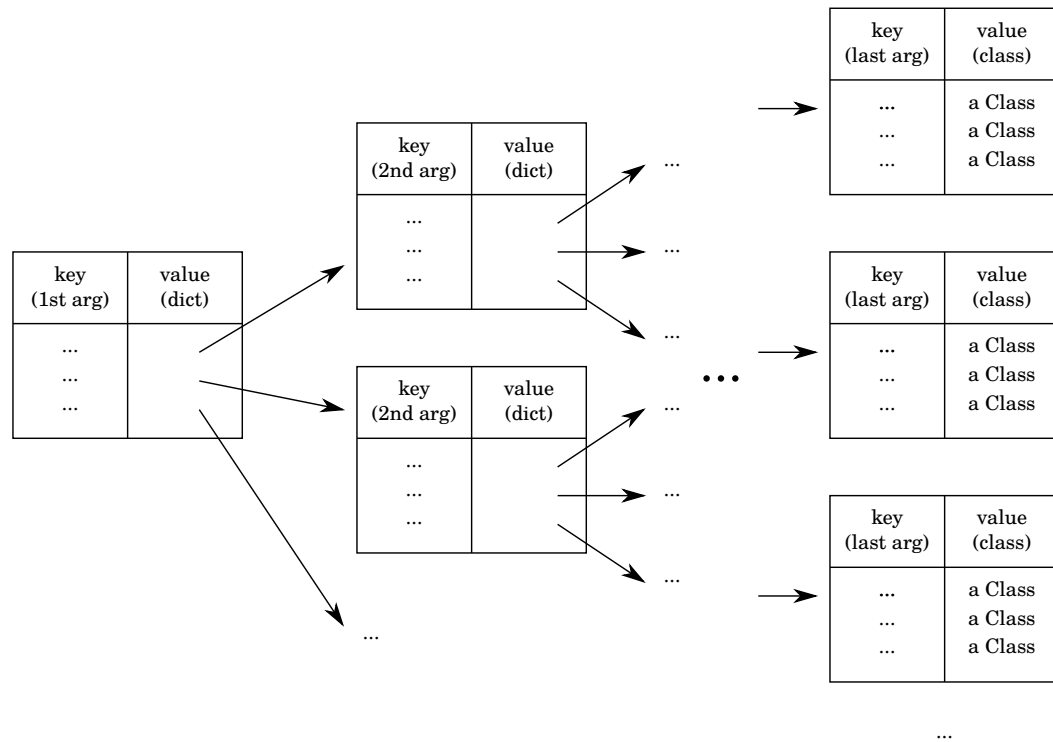 key value
(1st arg) (dict)
...
...
...
key value
(2nd arg) (dict)
...
...
...
key value
(2nd arg) (dict)
...
...
...
...
...
...
...
...
...
...
...
...
key value
(last arg) (class)
... a Class
... a Class
... a Class
key value
(last arg) (class)
... a Class
... a Class
... a Class
key value
(last arg) (class)
... a Class
... a Class
... a Class
...